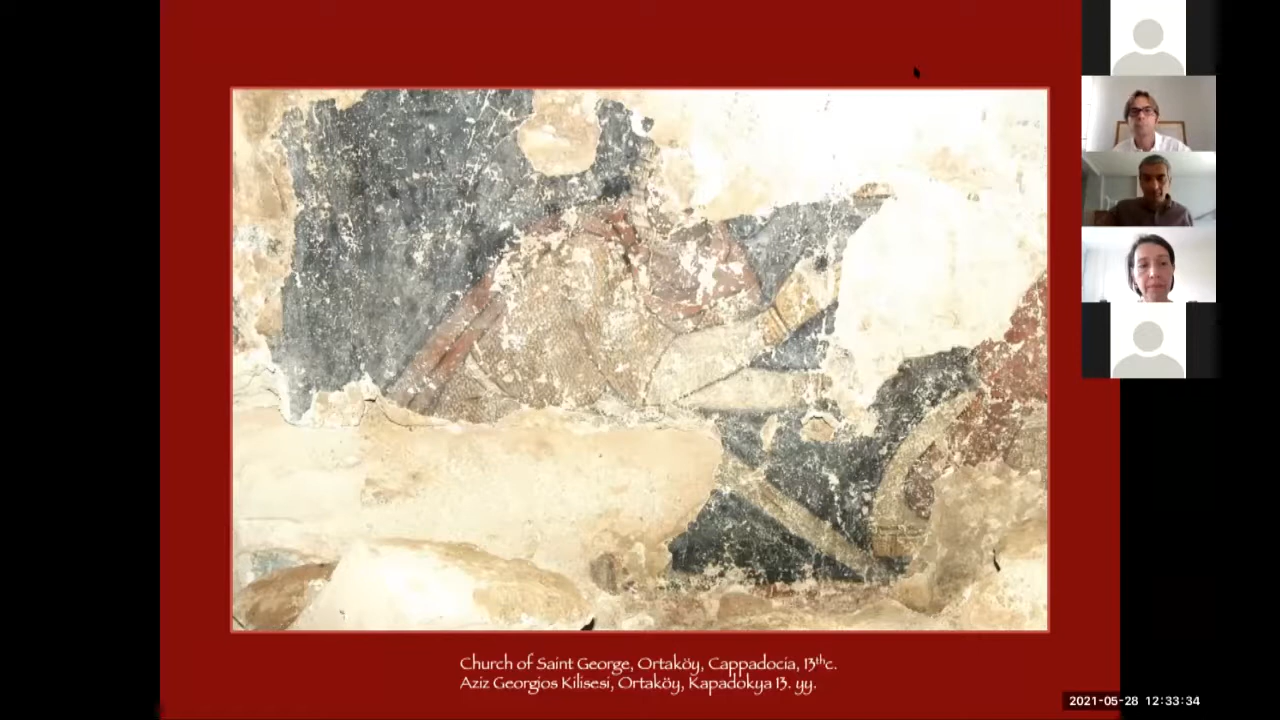 Church of Saint George, Ortaköy, Cappadocia, 13th c.
Aziz Georgios Kilisesi, Ortaköy, Kapadokya 13. yy.
2021-05-28 12:33:34